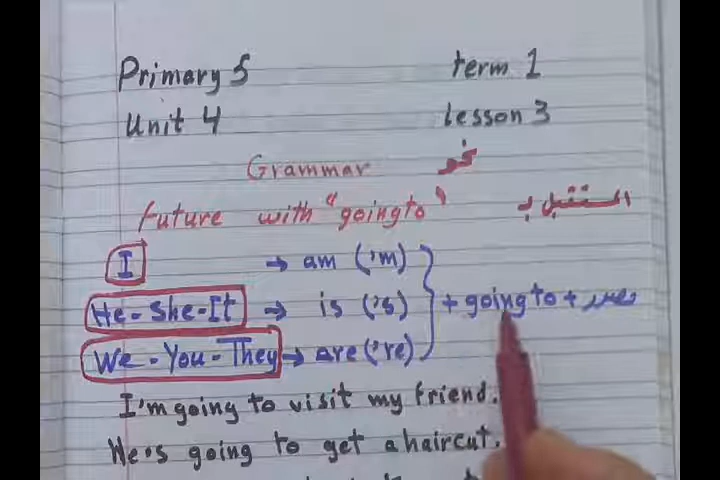 Primary 5 term 1
Unit 4 lesson 3
Grammar نحو
future with "going to" المستقبل بـ
I → am ('m)
He - She - It → is ('s) + going to + مصدر
We - You - They → are ('re)
I'm going to visit my friend.
He's going to get a haircut.